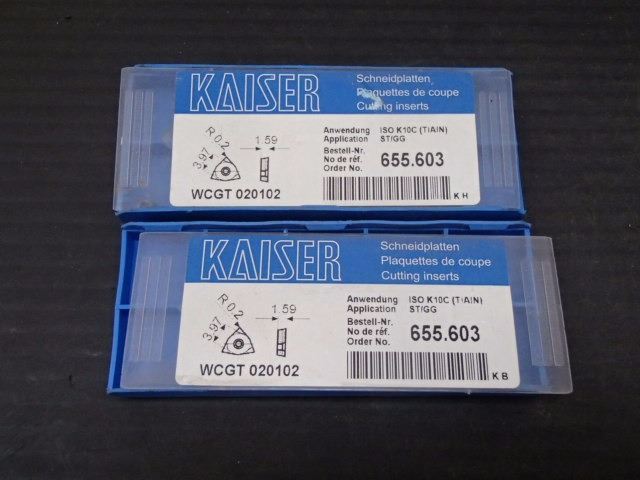 KAISER
Schneidplatten
Plaquettes de coupe
Cutting inserts
R 0.2
3.97
1.59
WCGT 020102
Anwendung ISO K10C (TiAlN)
Application ST/GG
Bestell-Nr.
No de réf. 655.603
Order No.
K H
KAISER
Schneidplatten
Plaquettes de coupe
Cutting inserts
R 0.2
3.97
1.59
WCGT 020102
Anwendung ISO K10C (TiAlN)
Application ST/GG
Bestell-Nr.
No de réf. 655.603
Order No.
K B